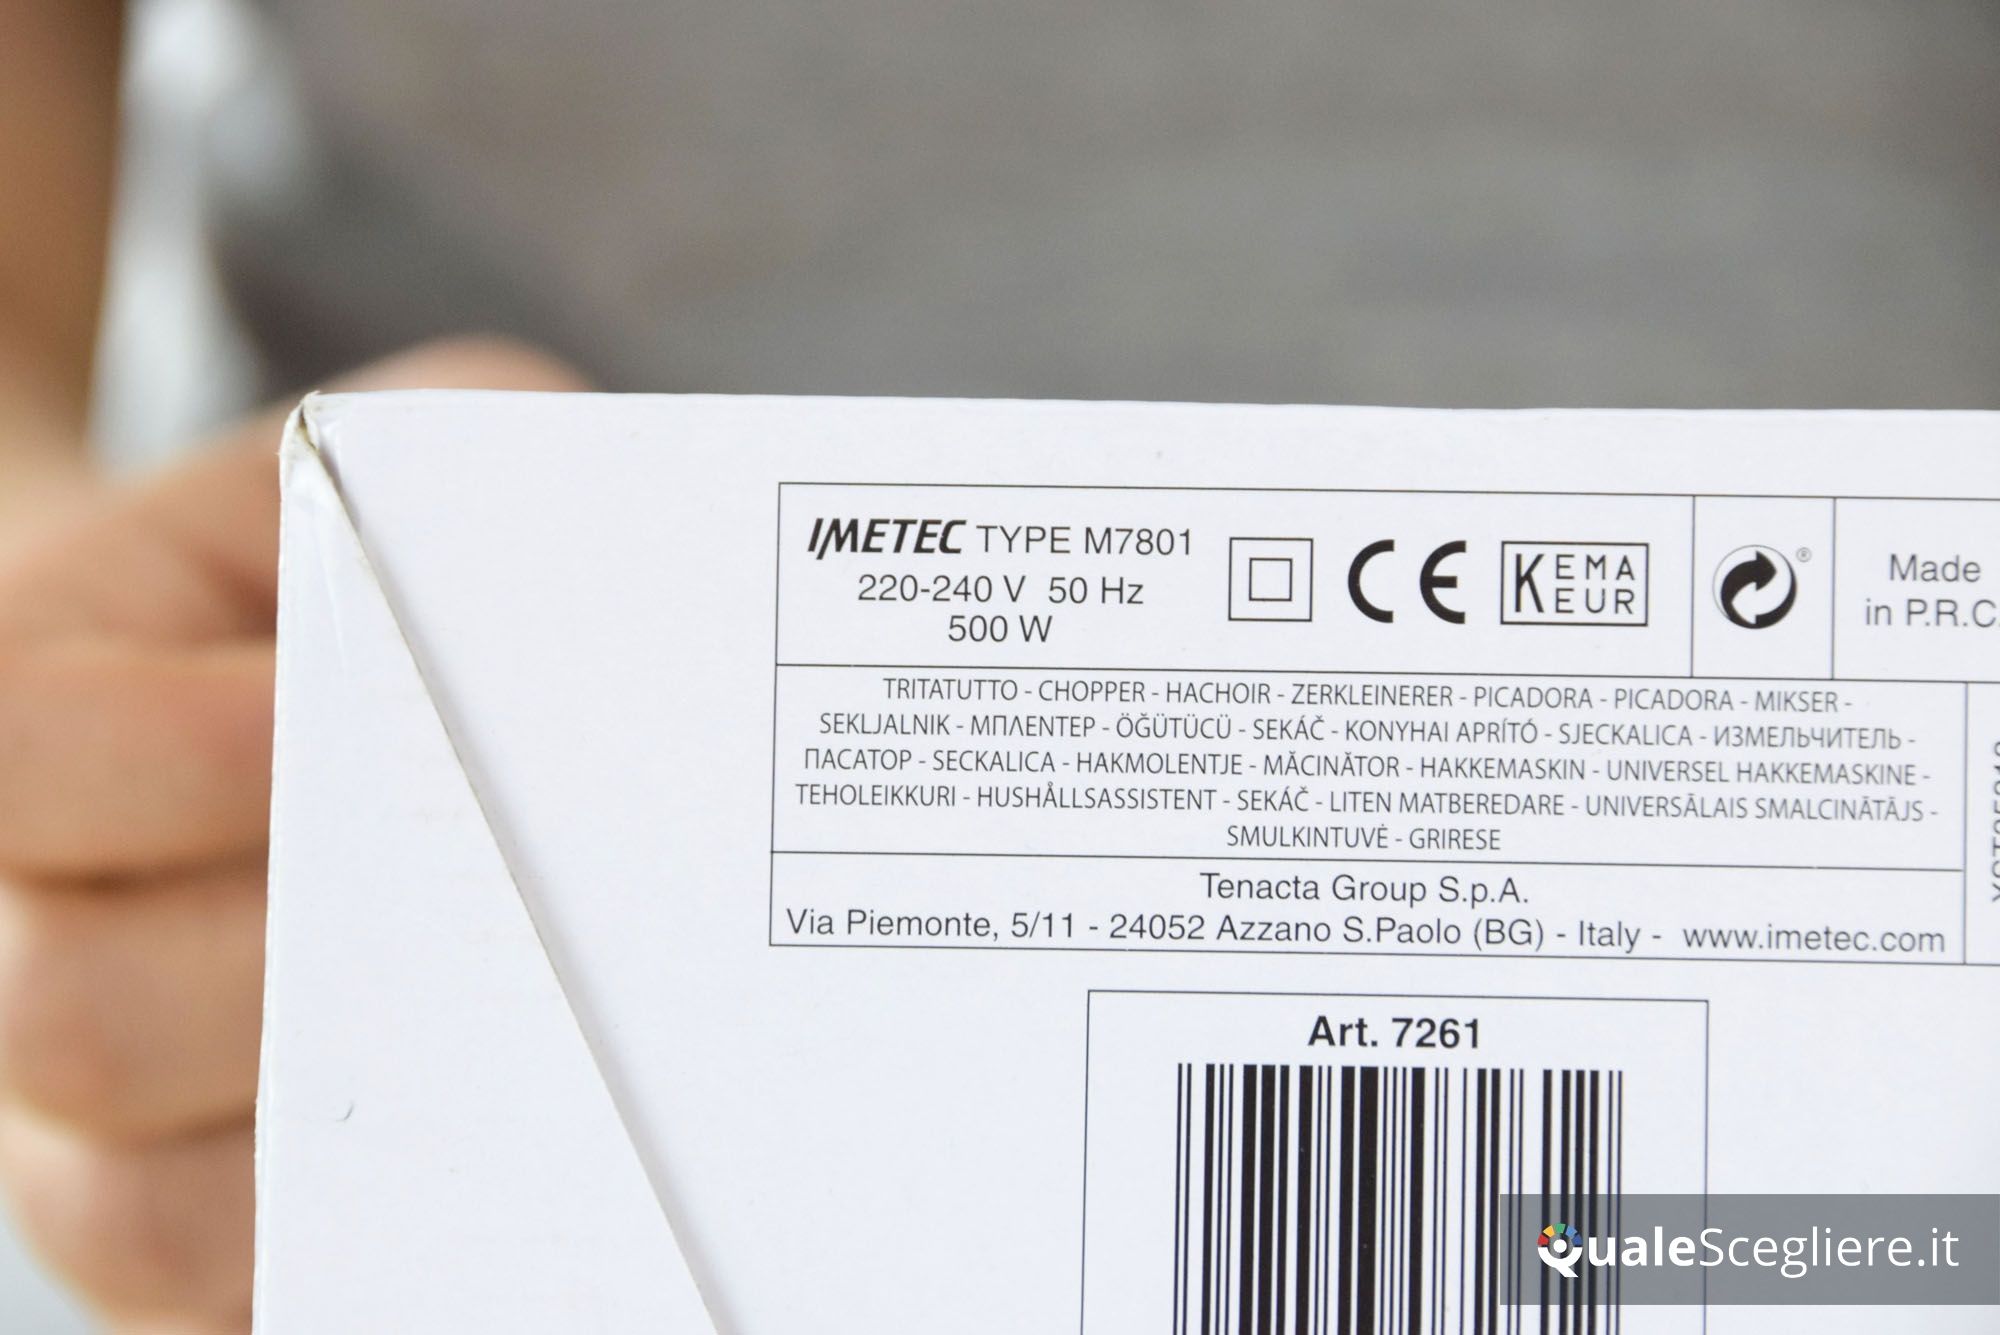 IMETEC TYPE M7801
220-240 V 50 Hz
500 W
KEMA
EUR
®
Made
in P.R.C.
TRITATUTTO - CHOPPER - HACHOIR - ZERKLEINERER - PICADORA - PICADORA - MIKSER -
SEKLJALNIK - ΜΠΛΕΝΤΕΡ - ÖĞÜTÜCÜ - SEKÁČ - KONYHAI APRÍTÓ - SJECKALICA - ИЗМЕЛЬЧИТЕЛЬ -
ПАСАТОР - SECKALICA - HAKMOLENTJE - MĂCINĂTOR - HAKKEMASKIN - UNIVERSEL HAKKEMASKINE -
TEHOLEIKKURI - HUSHÅLLSASSISTENT - SEKÁČ - LITEN MATBEREDARE - UNIVERSĀLAIS SMALCINĀTĀJS -
SMULKINTUVĖ - GRIRESE
Tenacta Group S.p.A.
Via Piemonte, 5/11 - 24052 Azzano S.Paolo (BG) - Italy - www.imetec.com
Art. 7261
QualeScegliere.it